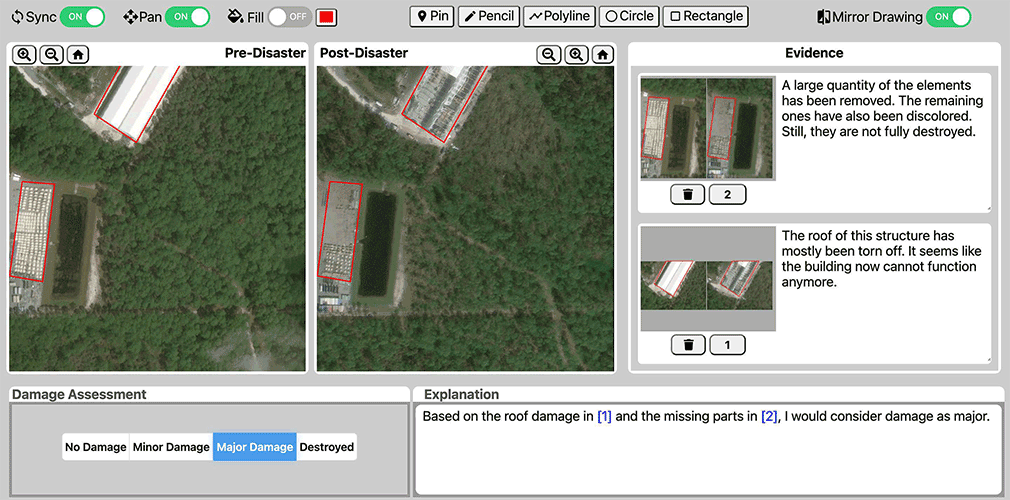 Sync ON Pan ON Fill OFF Pin Pencil Polyline Circle Rectangle Mirror Drawing ON
Pre-Disaster
Post-Disaster
Evidence
A large quantity of the elements
has been removed. The remaining
ones have also been discolored.
Still, they are not fully destroyed.
2
The roof of this structure has
mostly been torn off. It seems like
the building now cannot function
anymore.
1
Damage Assessment
No Damage Minor Damage Major Damage Destroyed
Explanation
Based on the roof damage in [1] and the missing parts in [2], I would consider damage as major.